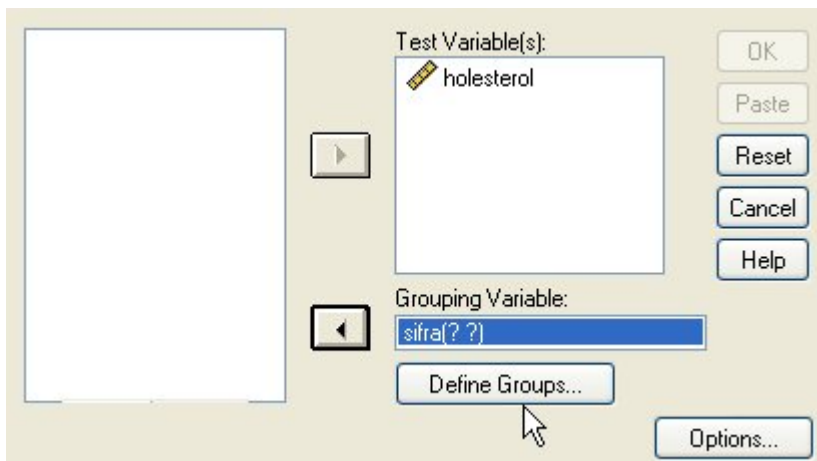 Test Variable(s):
holesterol
Grouping Variable:
sifra(? ?)
Define Groups...
OK
Paste
Reset
Cancel
Help
Options...